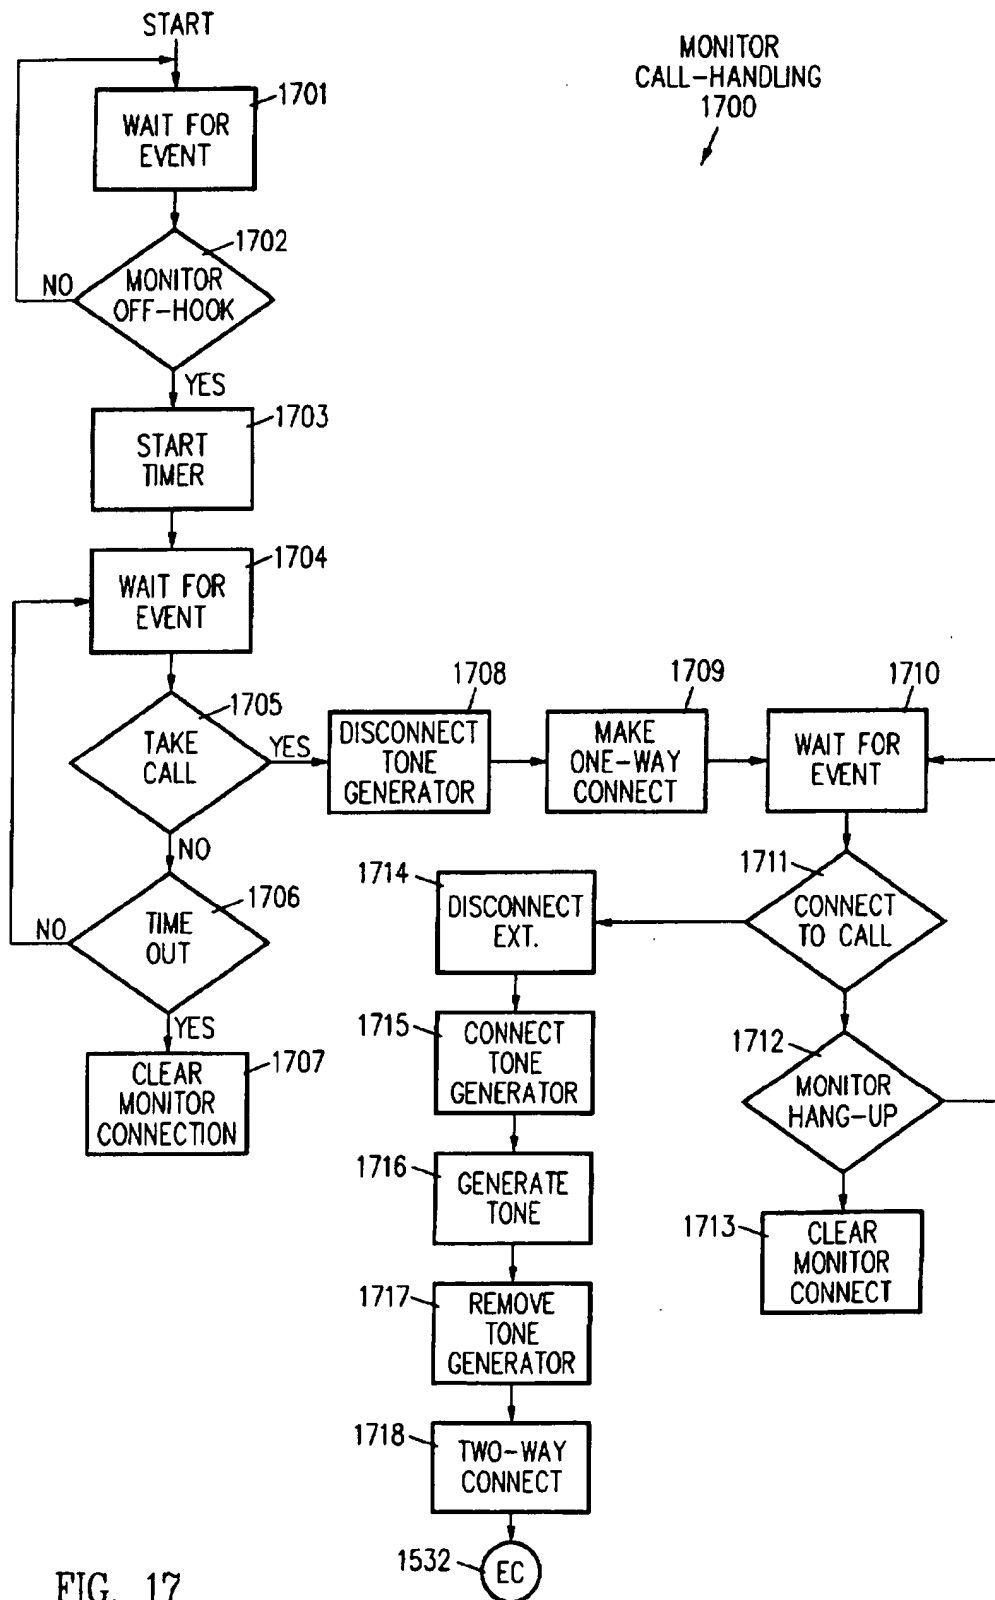 START
MONITOR
CALL-HANDLING
1700
1701
WAIT FOR
EVENT
1702
MONITOR
OFF-HOOK
NO
YES
1703
START
TIMER
1704
WAIT FOR
EVENT
1705
TAKE
CALL
YES
NO
1706
TIME
OUT
NO
YES
1707
CLEAR
MONITOR
CONNECTION
1708
DISCONNECT
TONE
GENERATOR
1709
MAKE
ONE-WAY
CONNECT
1710
WAIT FOR
EVENT
1711
CONNECT
TO CALL
1712
MONITOR
HANG-UP
1713
CLEAR
MONITOR
CONNECT
1714
DISCONNECT
EXT.
1715
CONNECT
TONE
GENERATOR
1716
GENERATE
TONE
1717
REMOVE
TONE
GENERATOR
1718
TWO-WAY
CONNECT
1532
EC
FIG. 17